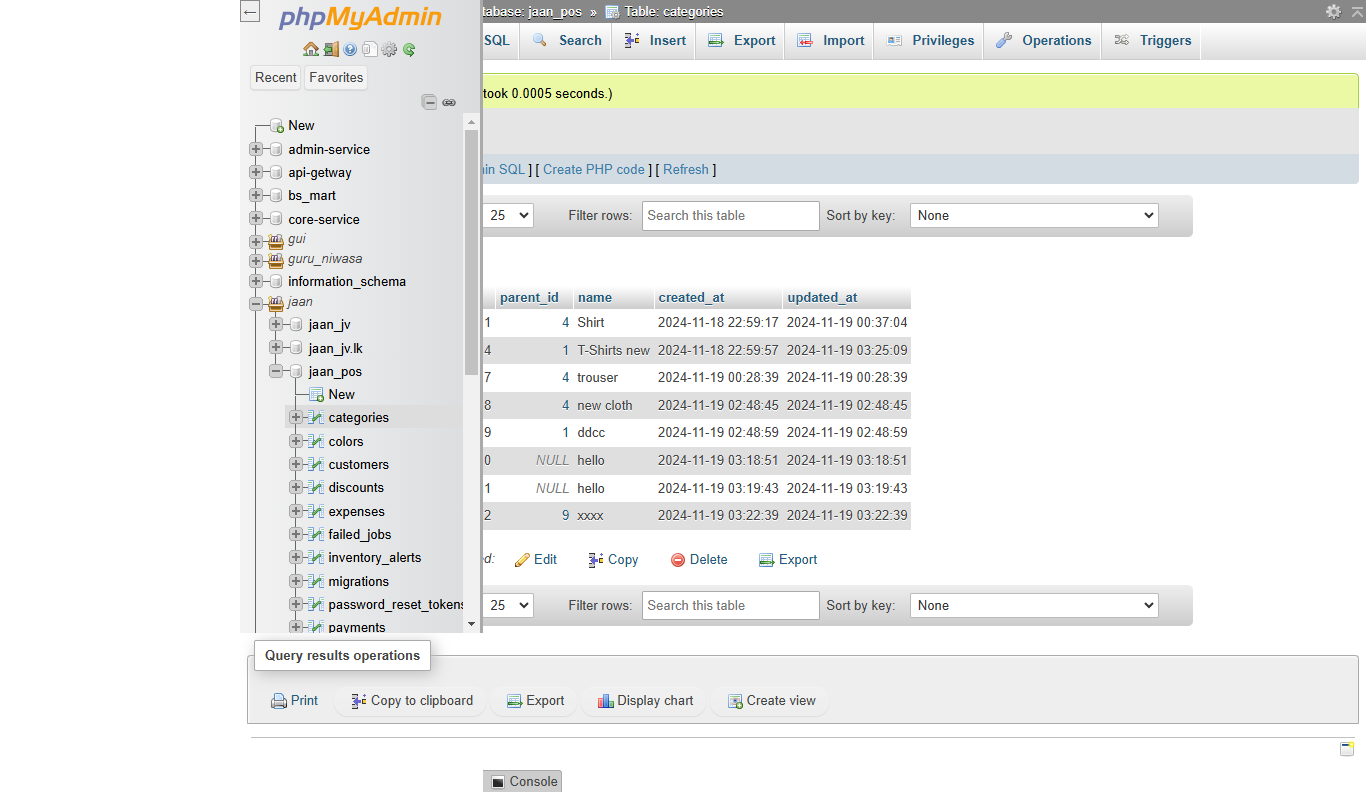 phpMyAdmin
Recent Favorites
New
admin-service
api-getway
bs_mart
core-service
gui
guru_niwasa
information_schema
jaan
jaan_jv
jaan_jv.lk
jaan_pos
New
categories
colors
customers
discounts
expenses
failed_jobs
inventory_alerts
migrations
password_reset_tokens
payments
tabase: jaan_pos » Table: categories
SQL Search Insert Export Import Privileges Operations Triggers
took 0.0005 seconds.)
in SQL ] [ Create PHP code ] [ Refresh ]
25 Filter rows: Search this table Sort by key: None
parent_id name created_at updated_at
1 4 Shirt 2024-11-18 22:59:17 2024-11-19 00:37:04
4 1 T-Shirts new 2024-11-18 22:59:57 2024-11-19 03:25:09
7 4 trouser 2024-11-19 00:28:39 2024-11-19 00:28:39
8 4 new cloth 2024-11-19 02:48:45 2024-11-19 02:48:45
9 1 ddcc 2024-11-19 02:48:59 2024-11-19 02:48:59
0 NULL hello 2024-11-19 03:18:51 2024-11-19 03:18:51
1 NULL hello 2024-11-19 03:19:43 2024-11-19 03:19:43
2 9 xxxx 2024-11-19 03:22:39 2024-11-19 03:22:39
ed: Edit Copy Delete Export
25 Filter rows: Search this table Sort by key: None
Query results operations
Print Copy to clipboard Export Display chart Create view
Console